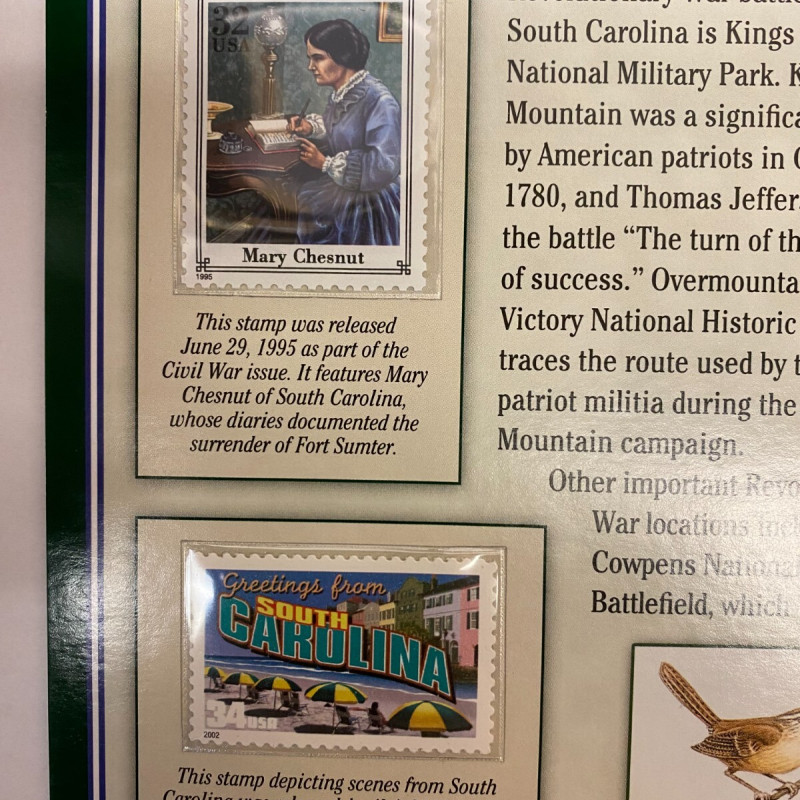 32
USA
Mary Chesnut
1995
This stamp was released
June 29, 1995 as part of the
Civil War issue. It features Mary
Chesnut of South Carolina,
whose diaries documented the
surrender of Fort Sumter.
Greetings from
SOUTH
CAROLINA
34 USA
2002
This stamp depicting scenes from South
South Carolina is Kings
National Military Park. K
Mountain was a significa
by American patriots in
1780, and Thomas Jeffer
the battle “The turn of th
of success.” Overmounta
Victory National Historic
traces the route used by t
patriot militia during the
Mountain campaign.
Other important Revo
War locations incl
Cowpens National
Battlefield, which